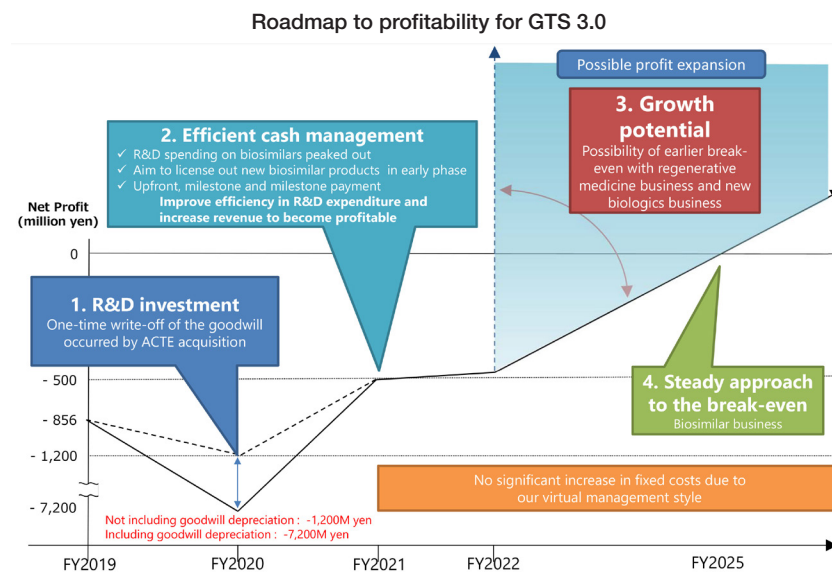 Roadmap to profitability for GTS 3.0
Possible profit expansion
3. Growth
potential
Possibility of earlier break-
even with regenerative
medicine business and new
biologics business
2. Efficient cash management
✓ R&D spending on biosimilars peaked out
✓ Aim to license out new biosimilar products in early phase
✓ Upfront, milestone and milestone payment
Improve efficiency in R&D expenditure and
increase revenue to become profitable
Net Profit
(million yen)
0
1. R&D investment
One-time write-off of the goodwill
occurred by ACTE acquisition
- 500
- 856
- 1,200
- 7,200
4. Steady approach
to the break-even
Biosimilar business
No significant increase in fixed costs due to
our virtual management style
Not including goodwill depreciation : -1,200M yen
Including goodwill depreciation : -7,200M yen
FY2019
FY2020
FY2021
FY2022
FY2025